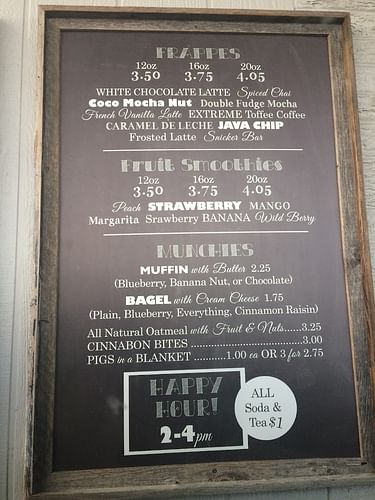 FRAPPES
12oz 16oz 20oz
3.50 3.75 4.05
WHITE CHOCOLATE LATTE Spiced Chai
Coco Mocha Nut Double Fudge Mocha
French Vanilla Latte EXTREME Toffee Coffee
CARAMEL DE LECHE JAVA CHIP
Frosted Latte Snicker Bar
Fruit Smoothies
12oz 16oz 20oz
3.50 3.75 4.05
Peach STRAWBERRY MANGO
Margarita Srawberry BANANA Wild Berry
MUNCHIES
MUFFIN with Butter 2.25
(Blueberry, Banana Nut, or Chocolate)
BAGEL with Cream Cheese 1.75
(Plain, Blueberry, Everything, Cinnamon Raisin)
All Natural Oatmeal with Fruit & Nuts......3.25
CINNABON BITES ..............................3.00
PIGS in a BLANKET ..........1.00 ea OR 3 for 2.75
HAPPY
HOUR!
2-4pm
ALL
Soda &
Tea $1